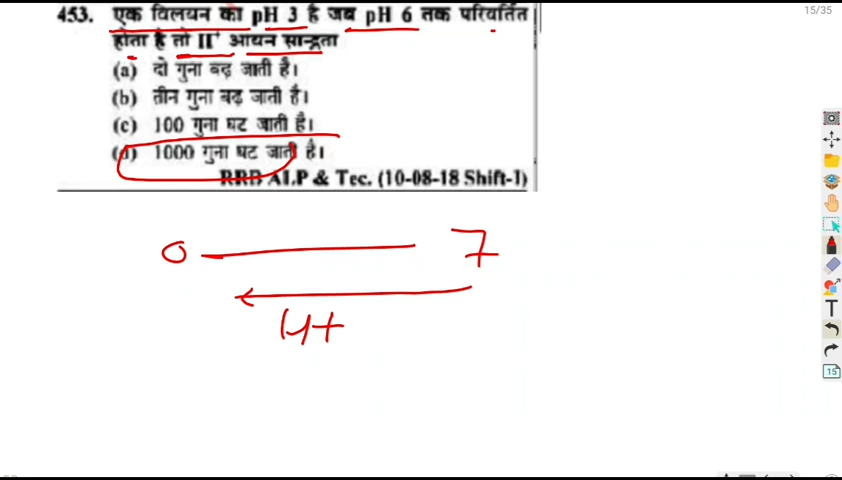 15/35
453. एक विलयन का pH 3 है जब pH 6 तक परिवर्तित
होता है तो H⁺ आयन सान्द्रता
(a) दो गुना बढ़ जाती है।
(b) तीन गुना बढ़ जाती है।
(c) 100 गुना घट जाती है।
(d) 1000 गुना घट जाती है।
RRB ALP & Tec. (10-08-18 Shift-I)
0 7
H+
T
15